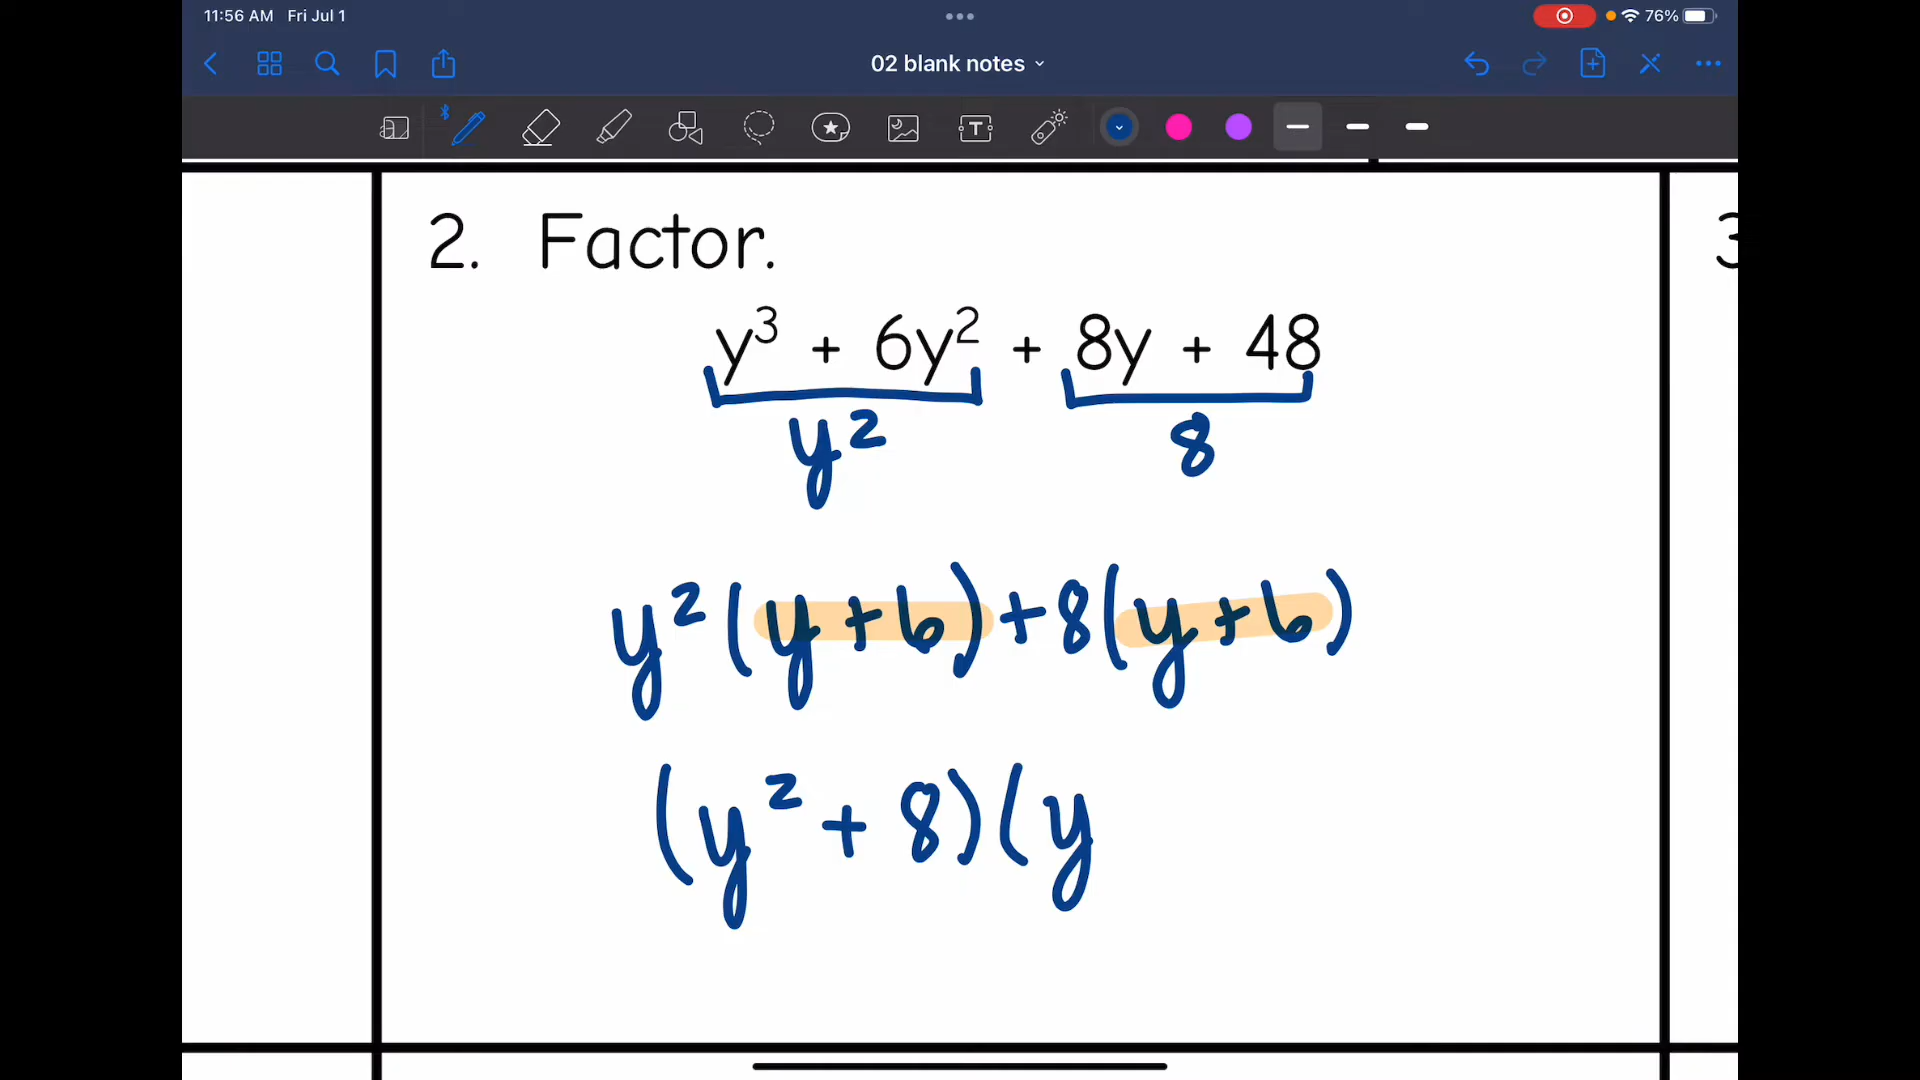 11:56 AM Fri Jul 1
76%
02 blank notes
2. Factor.
y³ + 6y² + 8y + 48
y² 8
y²(y+6)+8(y+6)
(y²+8)(y
3